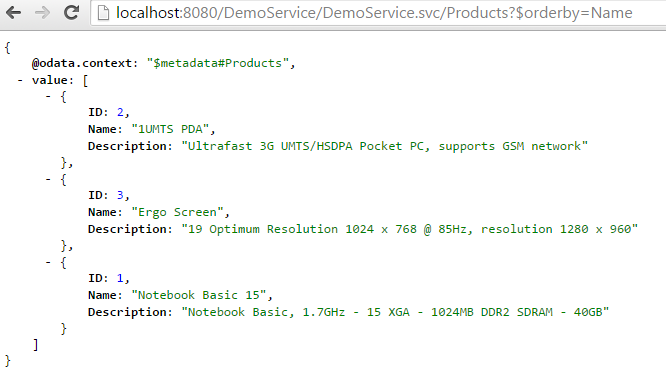 localhost:8080/DemoService/DemoService.svc/Products?$orderby=Name
{
@odata.context: "$metadata#Products",
- value: [
- {
ID: 2,
Name: "1UMTS PDA",
Description: "Ultrafast 3G UMTS/HSDPA Pocket PC, supports GSM network"
},
- {
ID: 3,
Name: "Ergo Screen",
Description: "19 Optimum Resolution 1024 x 768 @ 85Hz, resolution 1280 x 960"
},
- {
ID: 1,
Name: "Notebook Basic 15",
Description: "Notebook Basic, 1.7GHz - 15 XGA - 1024MB DDR2 SDRAM - 40GB"
}
]
}